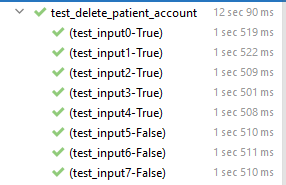 test_delete_patient_account 12 sec 90 ms
(test_input0-True) 1 sec 519 ms
(test_input1-True) 1 sec 522 ms
(test_input2-True) 1 sec 509 ms
(test_input3-True) 1 sec 501 ms
(test_input4-True) 1 sec 508 ms
(test_input5-False) 1 sec 510 ms
(test_input6-False) 1 sec 511 ms
(test_input7-False) 1 sec 510 ms